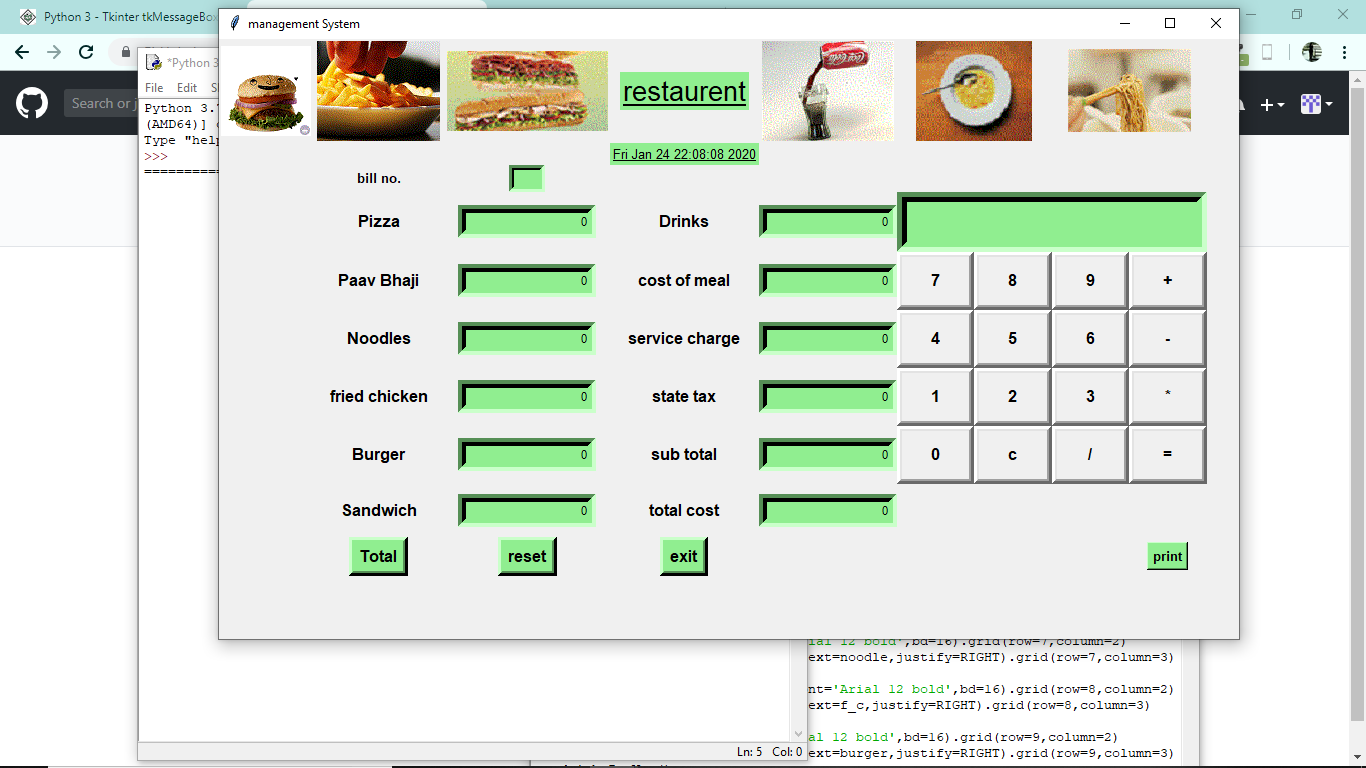 Python 3 - Tkinter tkMessageBo
management System
*Python 3
File Edit
Search or j
Python 3.
(AMD64)]
Type "help
>>>
restaurent
Fri Jan 24 22:08:08 2020
bill no.
Pizza 0 Drinks 0
Paav Bhaji 0 cost of meal 0 7 8 9 +
Noodles 0 service charge 0 4 5 6 -
fried chicken 0 state tax 0 1 2 3 *
Burger 0 sub total 0 0 c / =
Sandwich 0 total cost 0
Total reset exit print
ial 12 bold',bd=16).grid(row=7,column=2)
ext=noodle,justify=RIGHT).grid(row=7,column=3)
nt='Arial 12 bold',bd=16).grid(row=8,column=2)
ext=f_c,justify=RIGHT).grid(row=8,column=3)
ial 12 bold',bd=16).grid(row=9,column=2)
ext=burger,justify=RIGHT).grid(row=9,column=3)
Ln: 5 Col: 0